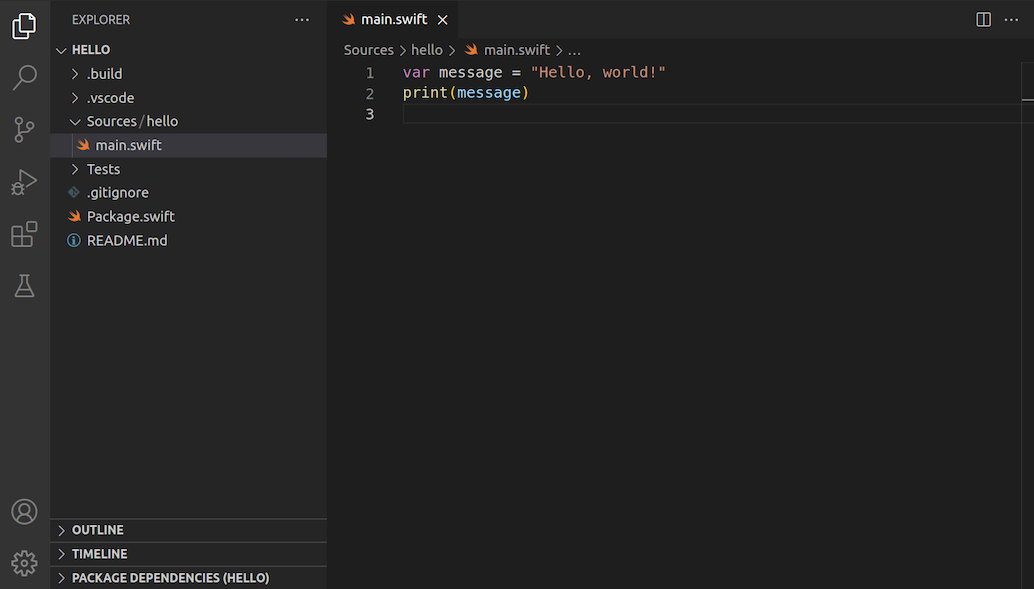 EXPLORER
HELLO
.build
.vscode
Sources/hello
main.swift
Tests
.gitignore
Package.swift
README.md
OUTLINE
TIMELINE
PACKAGE DEPENDENCIES (HELLO)
main.swift
Sources > hello > main.swift > ...
1 var message = "Hello, world!"
2 print(message)
3